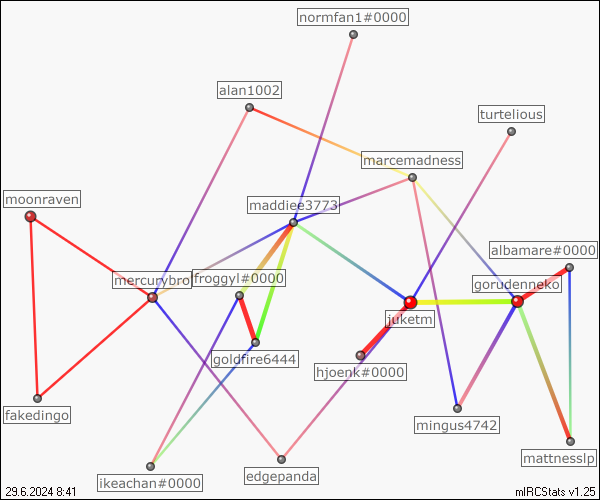 normfan1#0000
alan1002
turtelious
marcemadness
moonraven
maddiee3773
albamare#0000
mercurybro
froggyl#0000
gorudenneko
juketm
goldfire6444
hjoenk#0000
fakedingo
mingus4742
mattnesslp
ikeachan#0000
edgepanda
29.6.2024 8:41
mIRCStats v1.25